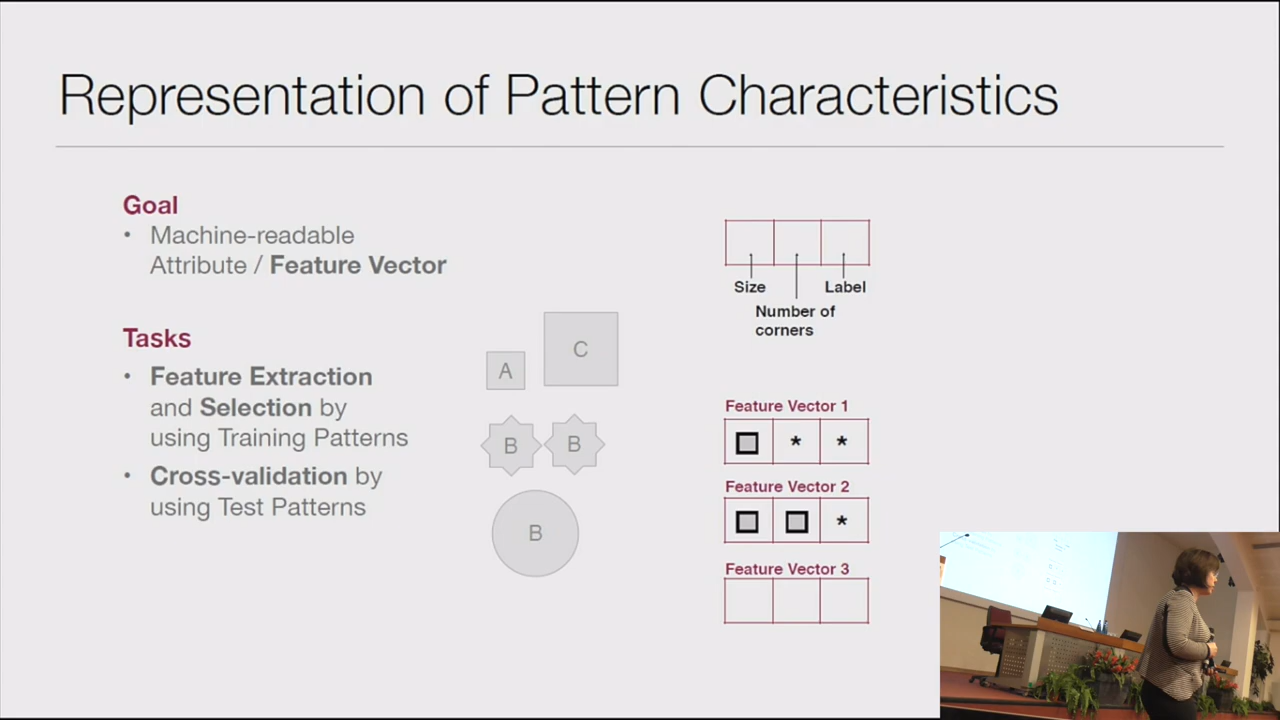 Representation of Pattern Characteristics
Goal
• Machine-readable
Attribute / Feature Vector
Tasks
• Feature Extraction
and Selection by
using Training Patterns
• Cross-validation by
using Test Patterns
A
C
B
B
B
Size
Label
Number of
corners
Feature Vector 1
* *
Feature Vector 2
*
Feature Vector 3